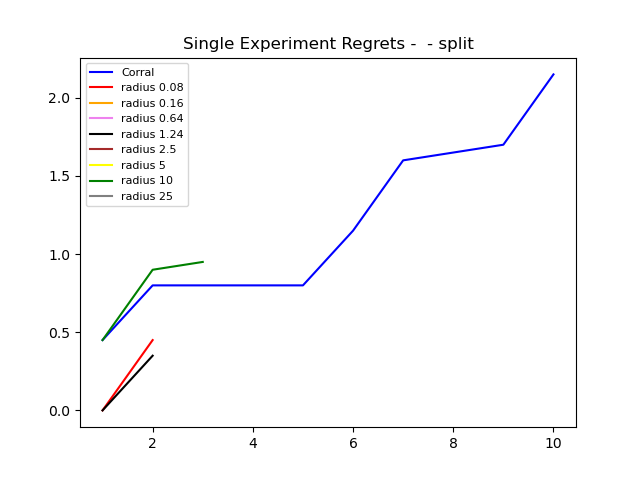 Single Experiment Regrets -  - split
Corral
radius 0.08
radius 0.16
radius 0.64
radius 1.24
radius 2.5
radius 5
radius 10
radius 25
2.0
1.5
1.0
0.5
0.0
2 4 6 8 10